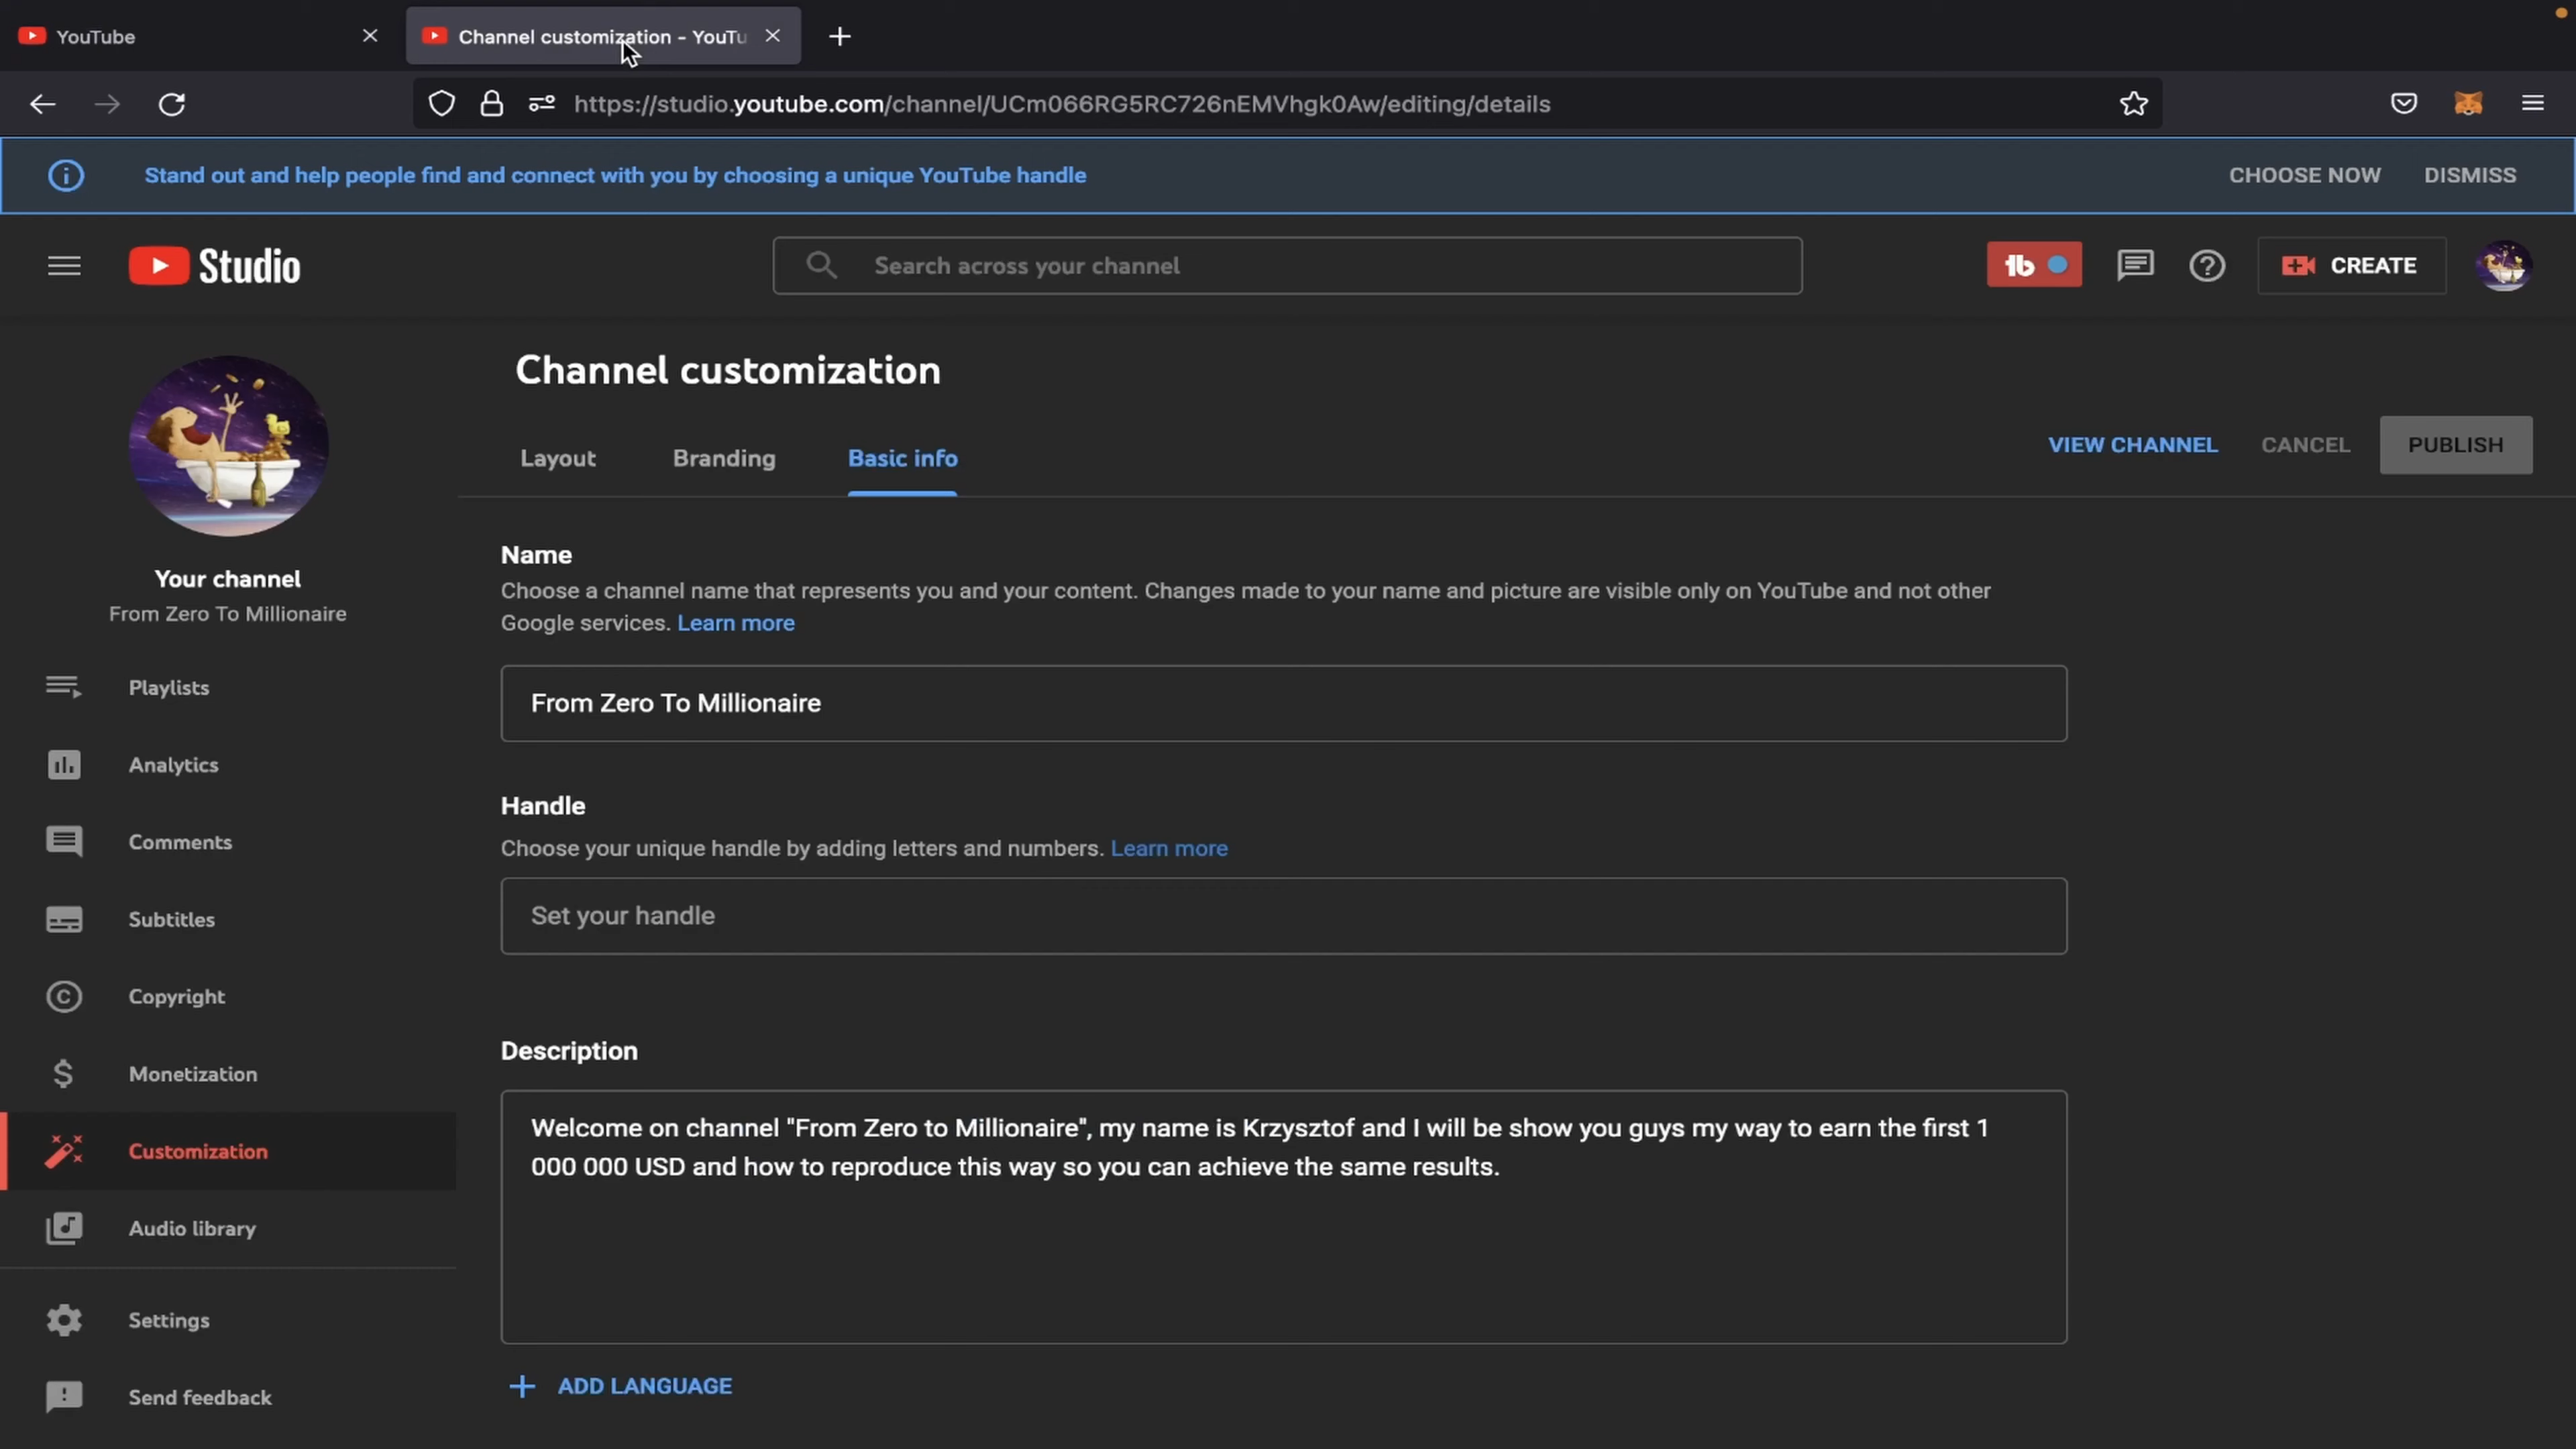 YouTube
Channel customization - YouTu
https://studio.youtube.com/channel/UCm066RG5RC726nEMVhgk0Aw/editing/details
Stand out and help people find and connect with you by choosing a unique YouTube handle
CHOOSE NOW
DISMISS
Studio
Search across your channel
tb
CREATE
Channel customization
Layout
Branding
Basic info
VIEW CHANNEL
CANCEL
PUBLISH
Your channel
From Zero To Millionaire
Playlists
Analytics
Comments
Subtitles
Copyright
Monetization
Customization
Audio library
Settings
Send feedback
Name
Choose a channel name that represents you and your content. Changes made to your name and picture are visible only on YouTube and not other
Google services. Learn more
From Zero To Millionaire
Handle
Choose your unique handle by adding letters and numbers. Learn more
Set your handle
Description
Welcome on channel "From Zero to Millionaire", my name is Krzysztof and I will be show you guys my way to earn the first 1
000 000 USD and how to reproduce this way so you can achieve the same results.
ADD LANGUAGE